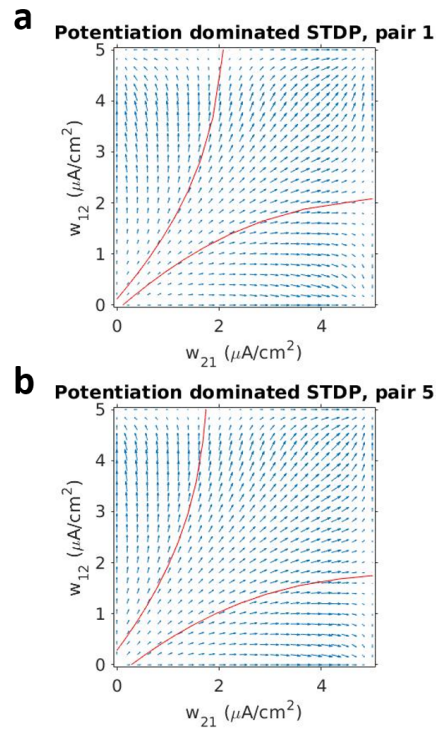 a
Potentiation dominated STDP, pair 1
5
4
3
2
1
0
w12 (μA/cm2)
0 2 4
w21 (μA/cm2)
b
Potentiation dominated STDP, pair 5
5
4
3
2
1
0
w12 (μA/cm2)
0 2 4
w21 (μA/cm2)